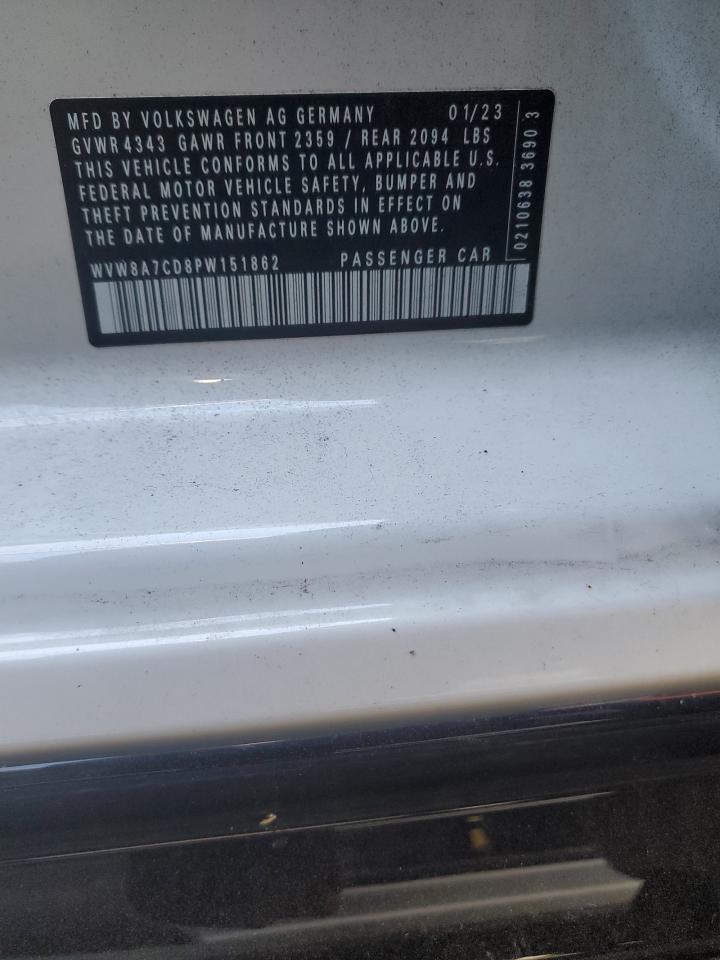 MFD BY VOLKSWAGEN AG GERMANY 01/23
GVWR 4343 GAWR FRONT 2359 / REAR 2094 LBS
THIS VEHICLE CONFORMS TO ALL APPLICABLE U.S.
FEDERAL MOTOR VEHICLE SAFETY, BUMPER AND
THEFT PREVENTION STANDARDS IN EFFECT ON
THE DATE OF MANUFACTURE SHOWN ABOVE.
WVW8A7CD8PW151862 PASSENGER CAR
0210638 3690 3